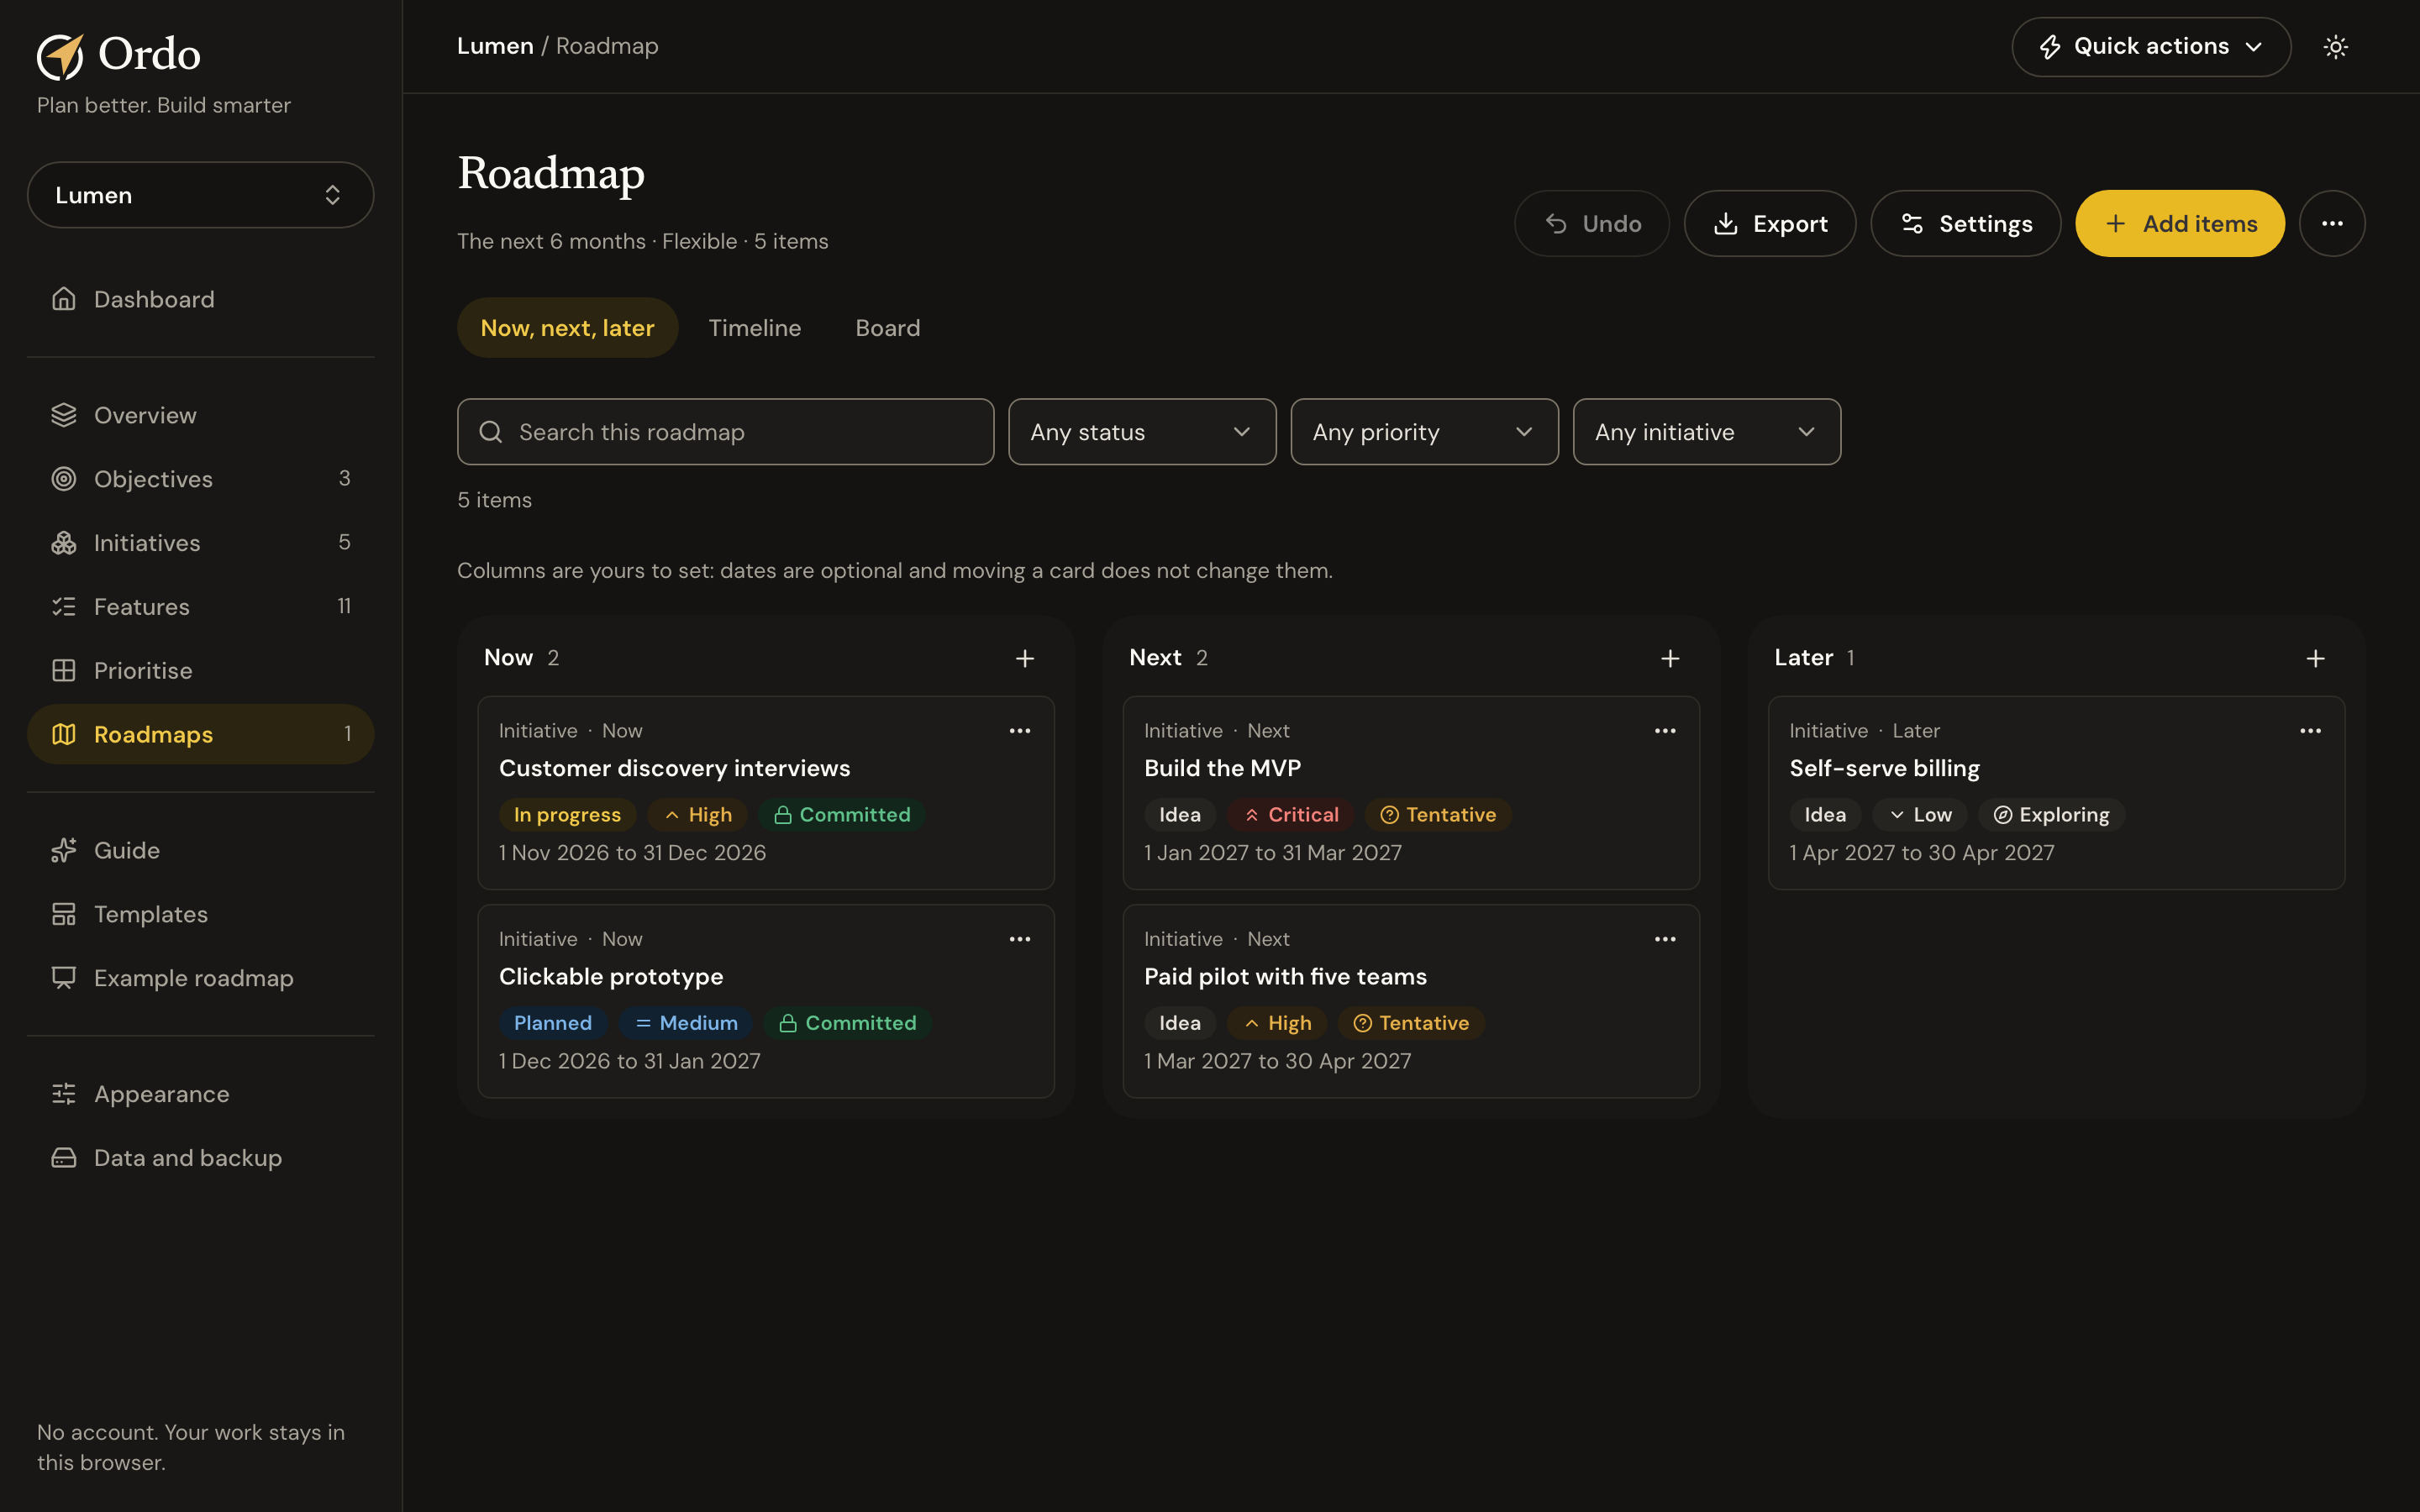 Ordo
Plan better. Build smarter
Lumen
Dashboard
Overview
Objectives 3
Initiatives 5
Features 11
Prioritise
Roadmaps 1
Guide
Templates
Example roadmap
Appearance
Data and backup
No account. Your work stays in
this browser.
Lumen / Roadmap
Quick actions
Roadmap
The next 6 months · Flexible · 5 items
Undo
Export
Settings
Add items
Now, next, later
Timeline
Board
Search this roadmap
Any status
Any priority
Any initiative
5 items
Columns are yours to set: dates are optional and moving a card does not change them.
Now 2
Initiative · Now
Customer discovery interviews
In progress High Committed
1 Nov 2026 to 31 Dec 2026
Initiative · Now
Clickable prototype
Planned Medium Committed
1 Dec 2026 to 31 Jan 2027
Next 2
Initiative · Next
Build the MVP
Idea Critical Tentative
1 Jan 2027 to 31 Mar 2027
Initiative · Next
Paid pilot with five teams
Idea High Tentative
1 Mar 2027 to 30 Apr 2027
Later 1
Initiative · Later
Self-serve billing
Idea Low Exploring
1 Apr 2027 to 30 Apr 2027